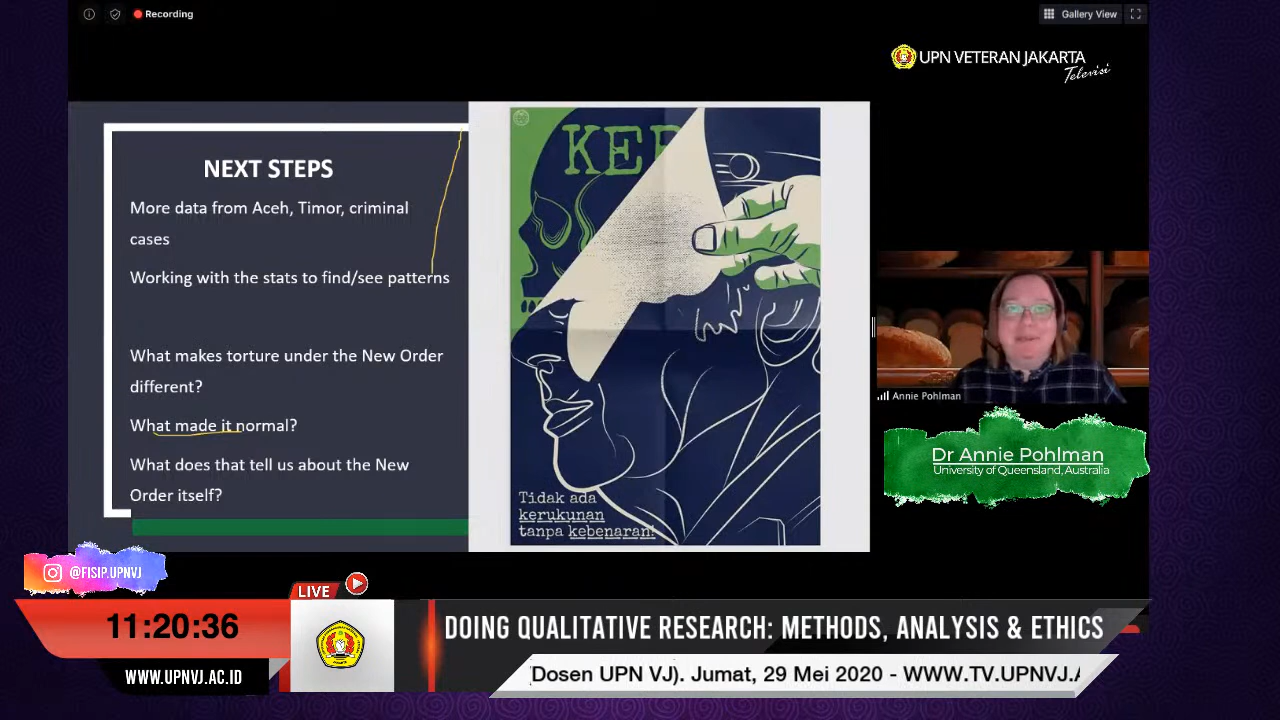 Recording
Gallery View
UPN VETERAN JAKARTA
Televisi
NEXT STEPS
More data from Aceh, Timor, criminal
cases
Working with the stats to find/see patterns
What makes torture under the New Order
different?
What made it normal?
What does that tell us about the New
Order itself?
KE
Tidak ada
kerukunan
tanpa kebenaran!
Annie Pohlman
Dr Annie Pohlman
University of Queensland, Australia
@FISIP.UPNVJ
LIVE
11:20:36
DOING QUALITATIVE RESEARCH: METHODS, ANALYSIS & ETHICS
WWW.UPNVJ.AC.ID
(Dosen UPN VJ). Jumat, 29 Mei 2020 - WWW.TV.UPNVJ.A